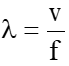 λ = v/f